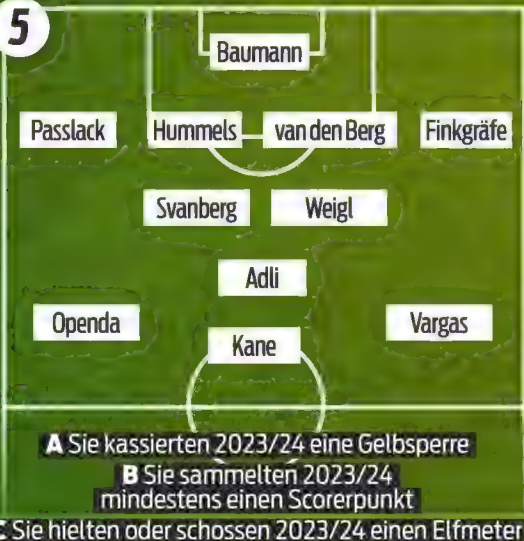 5
Baumann
Passlack Hummels van den Berg Finkgräfe
Svanberg Weigl
Adli
Openda Vargas
Kane
A Sie kassierten 2023/24 eine Gelbsperre
B Sie sammelten 2023/24
mindestens einen Scorerpunkt
C Sie hielten oder schossen 2023/24 einen Elfmeter